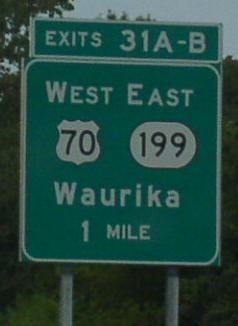 EXITS 31A-B
WEST EAST
70 199
Waurika
1 MILE